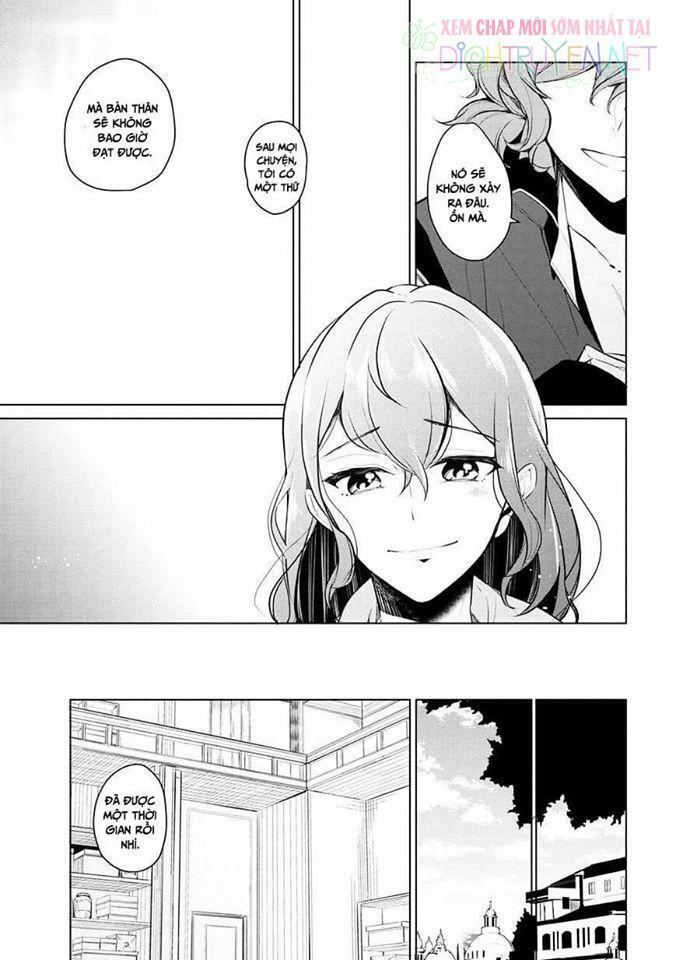 XEM CHAP MỚI SỚM NHẤT TẠI
DICHTRUYEN.NET
NÓ SẼ
KHÔNG XẢY
RA ĐÂU.
ỔN MÀ.
SAU MỌI
CHUYỆN,
TÔI CÓ
MỘT THỨ
MÀ BẢN THÂN
SẼ KHÔNG
BAO GIỜ
ĐẠT ĐƯỢC.
ĐÃ ĐƯỢC
MỘT THỜI
GIAN RỒI
NHỈ.